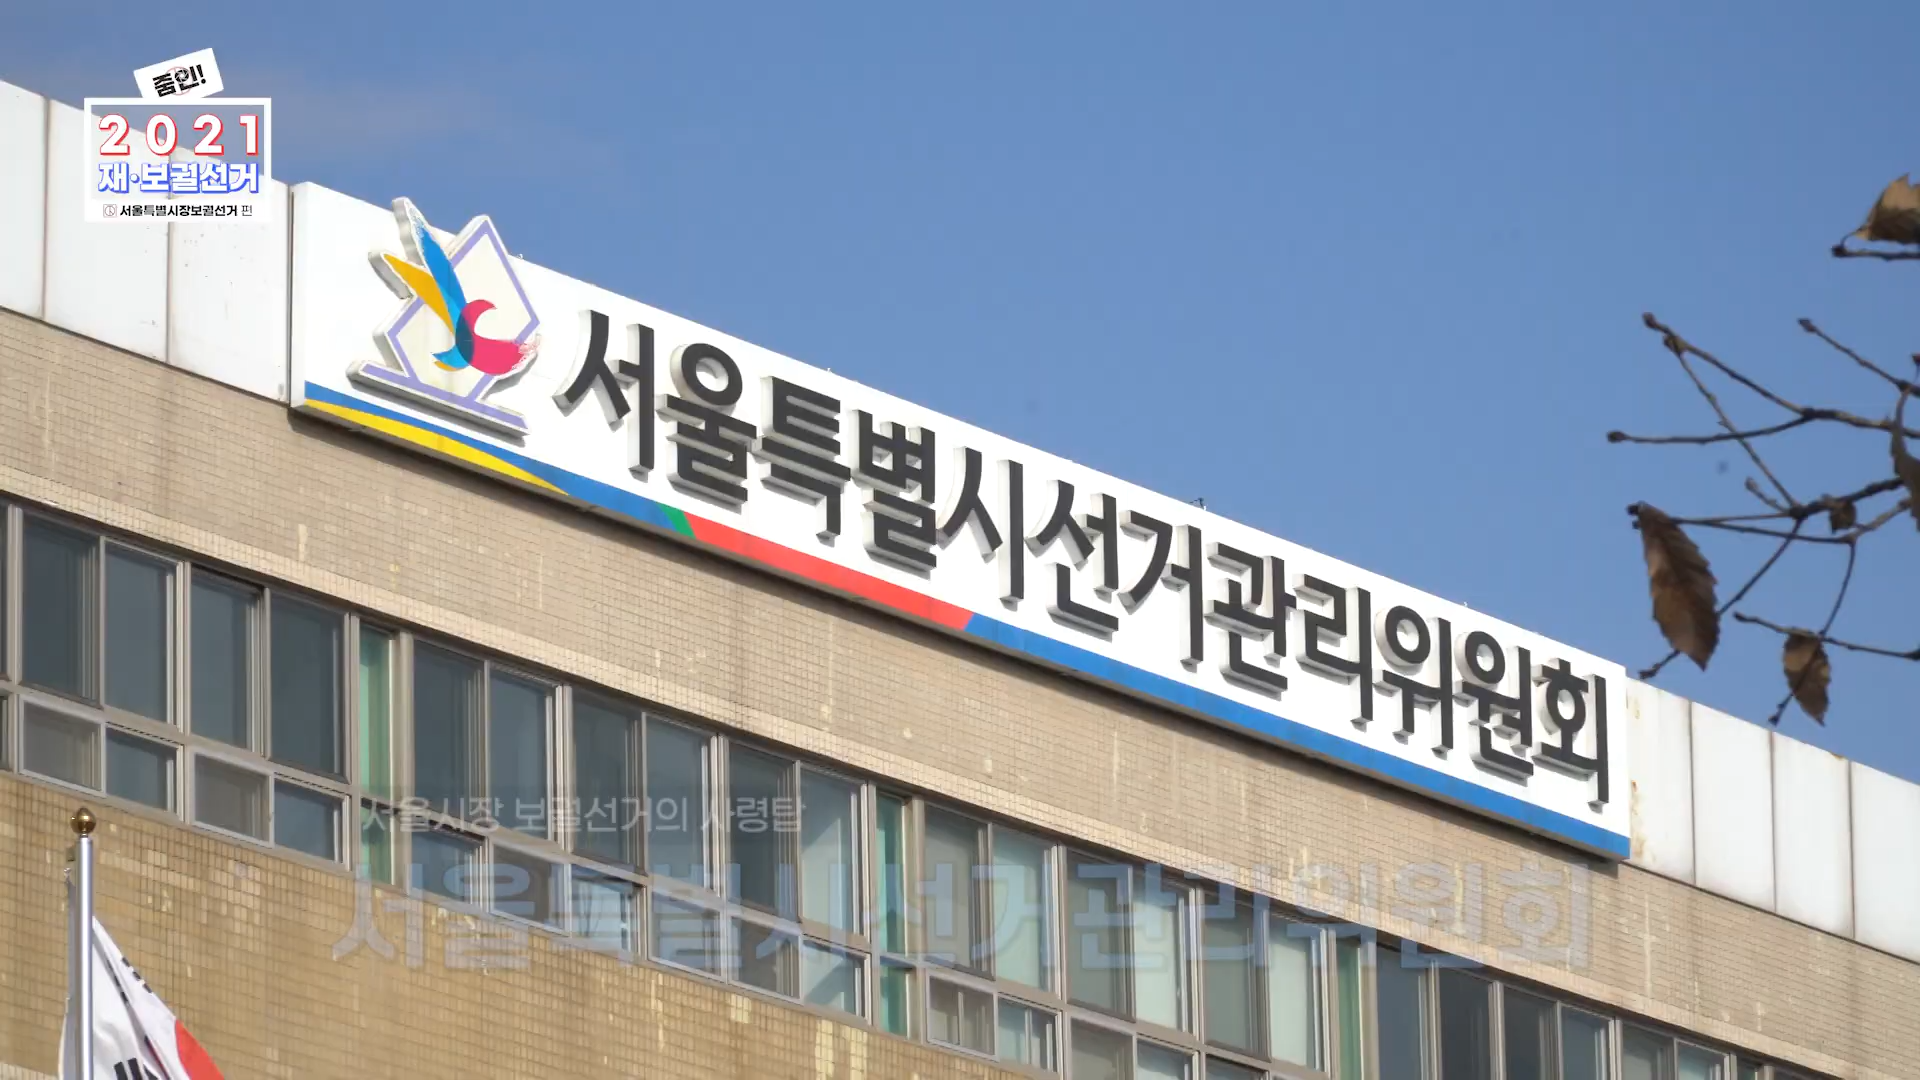 줌인!
2021
재·보궐선거
서울특별시장보궐선거 편
서울특별시선거관리위원회
서울시장 보궐선거의 사령탑
서울특별시선거관리위원회